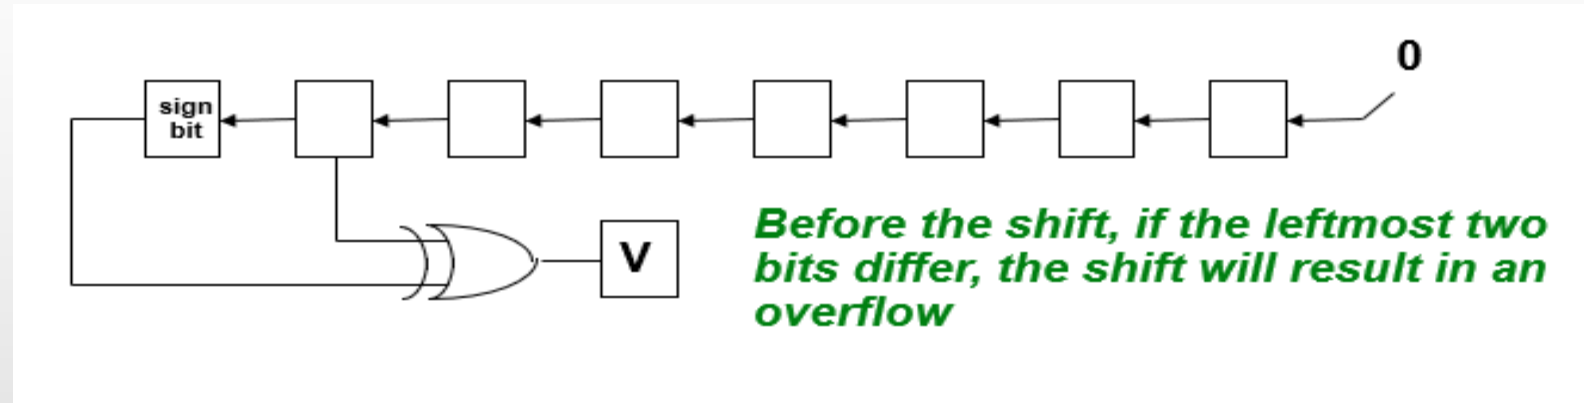 0
sign
bit
V
Before the shift, if the leftmost two
bits differ, the shift will result in an
overflow